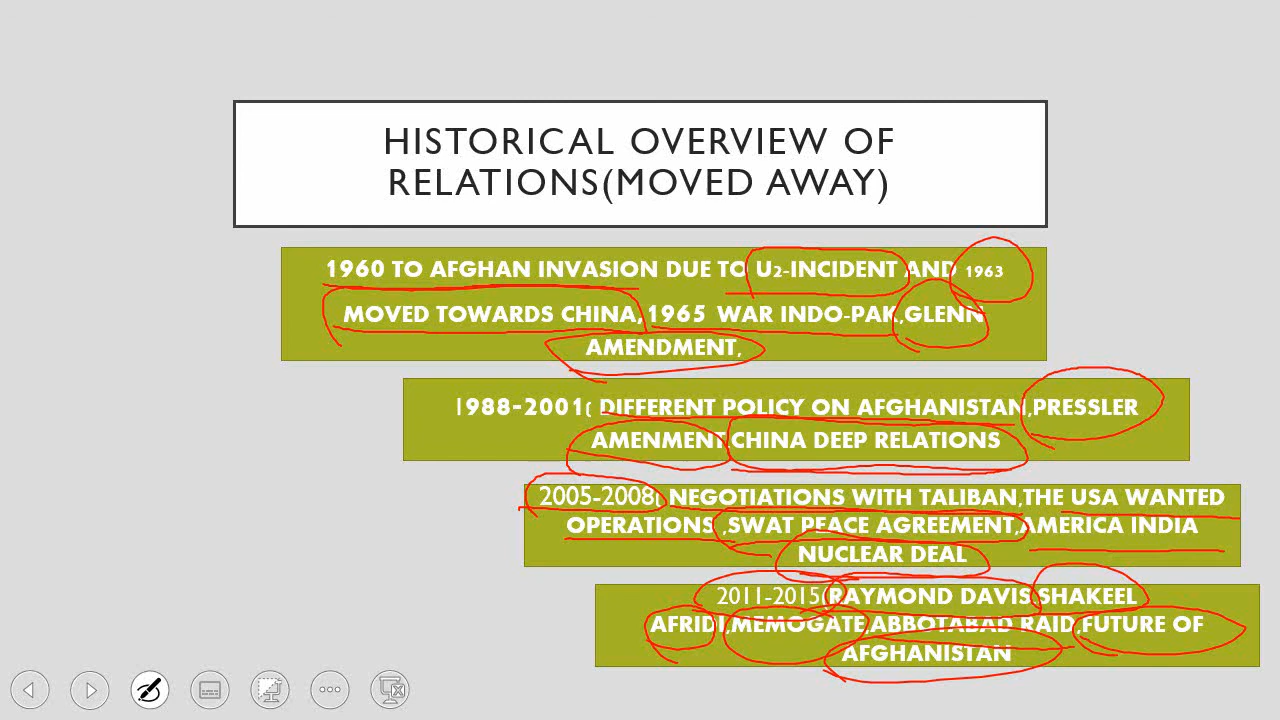 HISTORICAL OVERVIEW OF
RELATIONS(MOVED AWAY)
1960 TO AFGHAN INVASION DUE TO U2-INCIDENT AND 1963
MOVED TOWARDS CHINA,1965 WAR INDO-PAK,GLENN
AMENDMENT,
1988-2001( DIFFERENT POLICY ON AFGHANISTAN,PRESSLER
AMENMENT,CHINA DEEP RELATIONS
2005-2008( NEGOTIATIONS WITH TALIBAN,THE USA WANTED
OPERATIONS ,SWAT PEACE AGREEMENT,AMERICA INDIA
NUCLEAR DEAL
2011-2015(RAYMOND DAVIS,SHAKEEL
AFRIDI,MEMOGATE,ABBOTABAD RAID,FUTURE OF
AFGHANISTAN